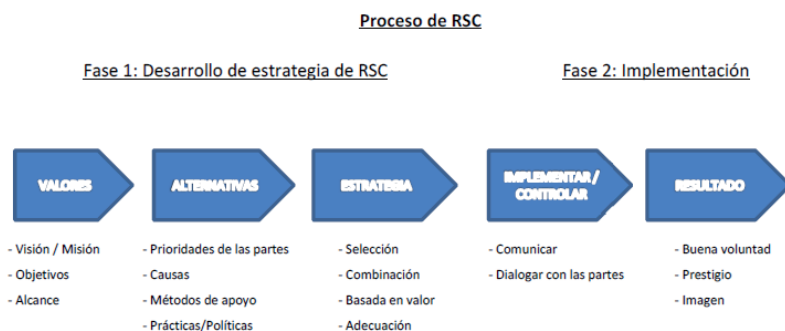 Proceso de RSC
Fase 1: Desarrollo de estrategia de RSC
Fase 2: Implementación
VALORES
ALTERNATIVAS
ESTRATEGIA
IMPLEMENTAR /
CONTROLAR
RESULTADO
- Visión / Misión
- Objetivos
- Alcance
- Prioridades de las partes
- Causas
- Métodos de apoyo
- Prácticas/Políticas
- Selección
- Combinación
- Basada en valor
- Adecuación
- Comunicar
- Dialogar con las partes
- Buena voluntad
- Prestigio
- Imagen